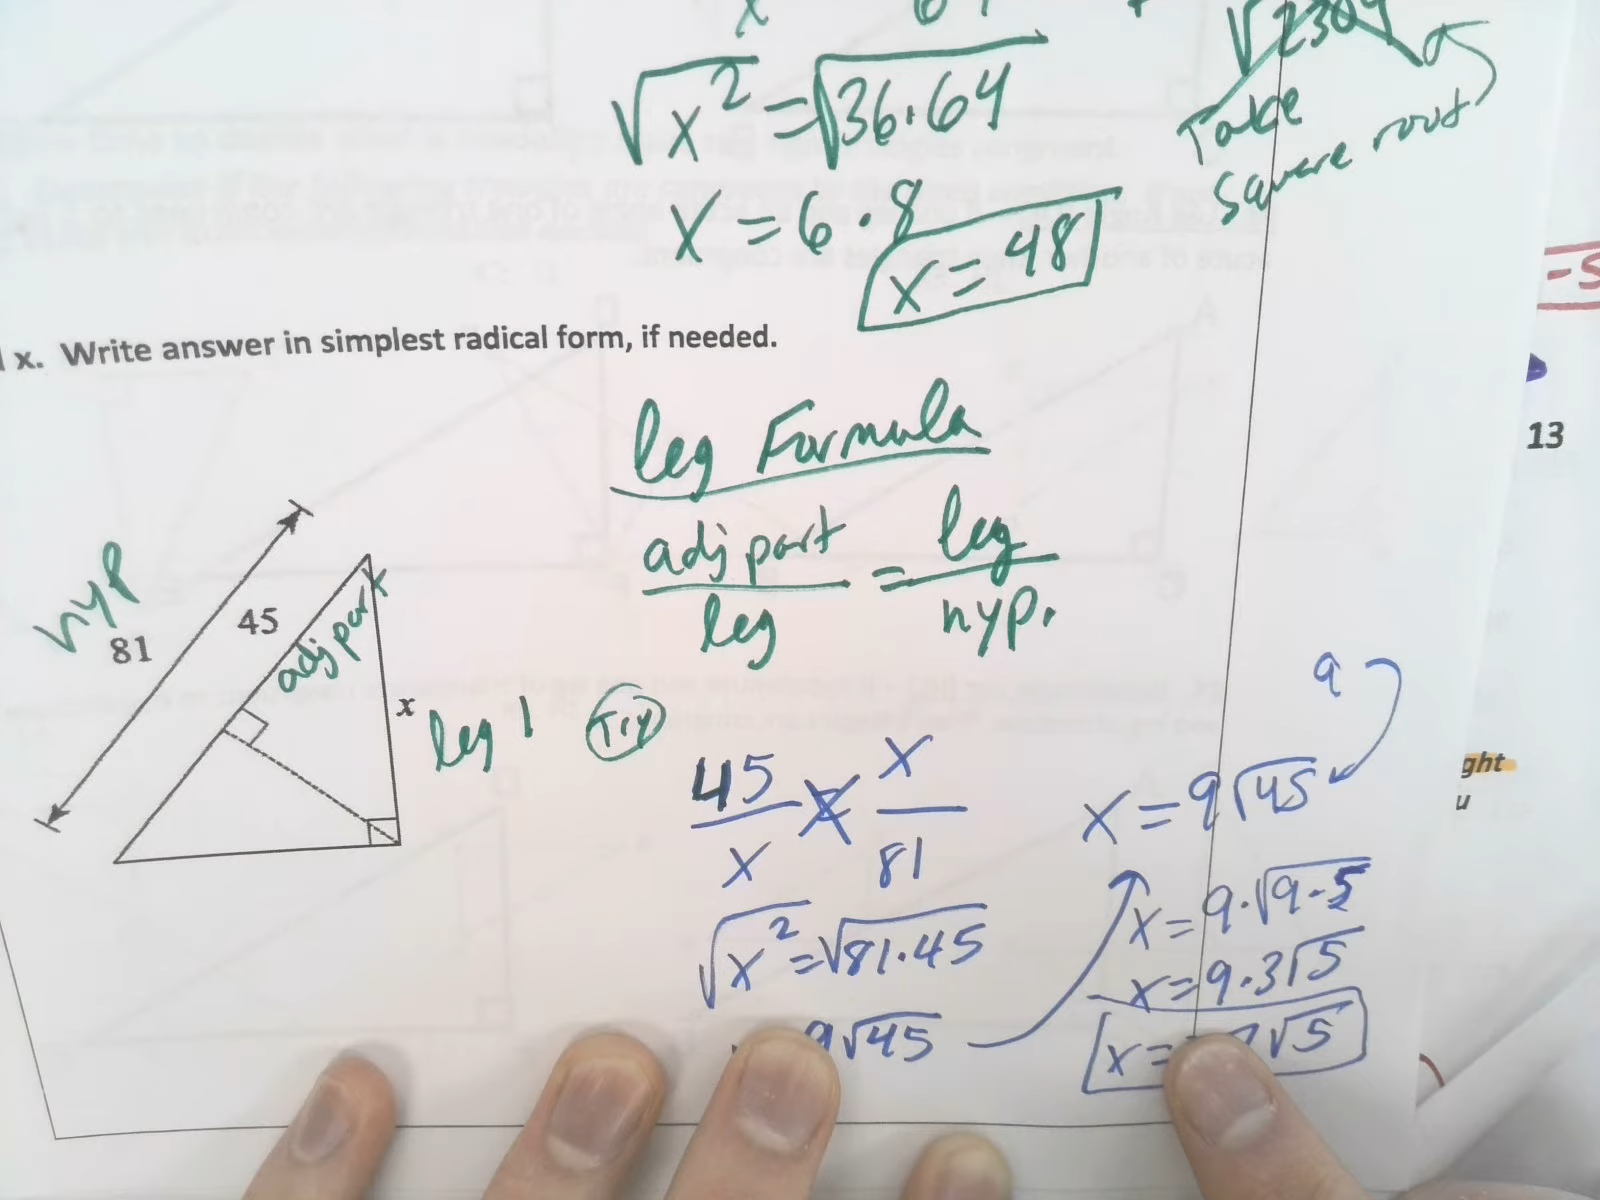 √2304
√x² = √36·64
Take
Square root
x = 6·8
x = 48
x. Write answer in simplest radical form, if needed.
leg Formula
adj part / leg = leg / hyp.
13
hyp
81
45
adj part
x
leg 1
Try
45/x = x/81
9
x = 9√45
ght
u
√x² = √81·45
x = 9·√9·5
x = 9·3√5
9√45
x = √5